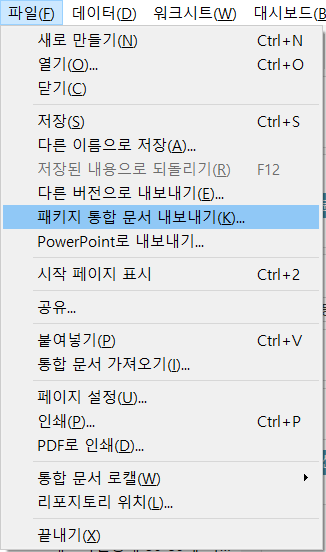 파일(F) 데이터(D) 워크시트(W) 대시보드(B
새로 만들기(N) Ctrl+N
열기(O)... Ctrl+O
닫기(C)
저장(S) Ctrl+S
다른 이름으로 저장(A)...
저장된 내용으로 되돌리기(R) F12
다른 버전으로 내보내기(E)...
패키지 통합 문서 내보내기(K)...
PowerPoint로 내보내기...
시작 페이지 표시 Ctrl+2
공유...
붙여넣기(P) Ctrl+V
통합 문서 가져오기(I)...
페이지 설정(U)...
인쇄(P)... Ctrl+P
PDF로 인쇄(D)...
통합 문서 로캘(W)
리포지토리 위치(L)...
끝내기(X)